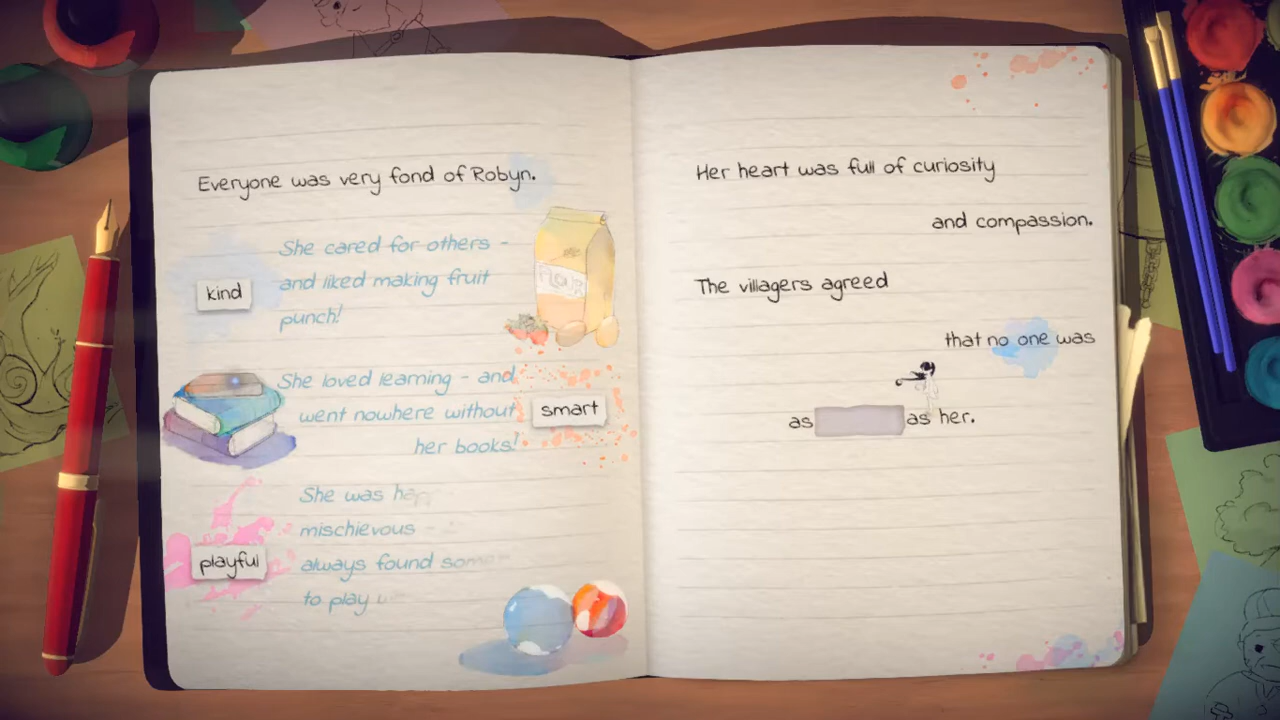 Everyone was very fond of Robyn.
She cared for others -
and liked making fruit
punch!
kind
FLOUR
She loved learning - and
went nowhere without
her books!
smart
She was hap
mischievous -
always found som
to play
playful
Her heart was full of curiosity
and compassion.
The villagers agreed
that no one was
as
as her.